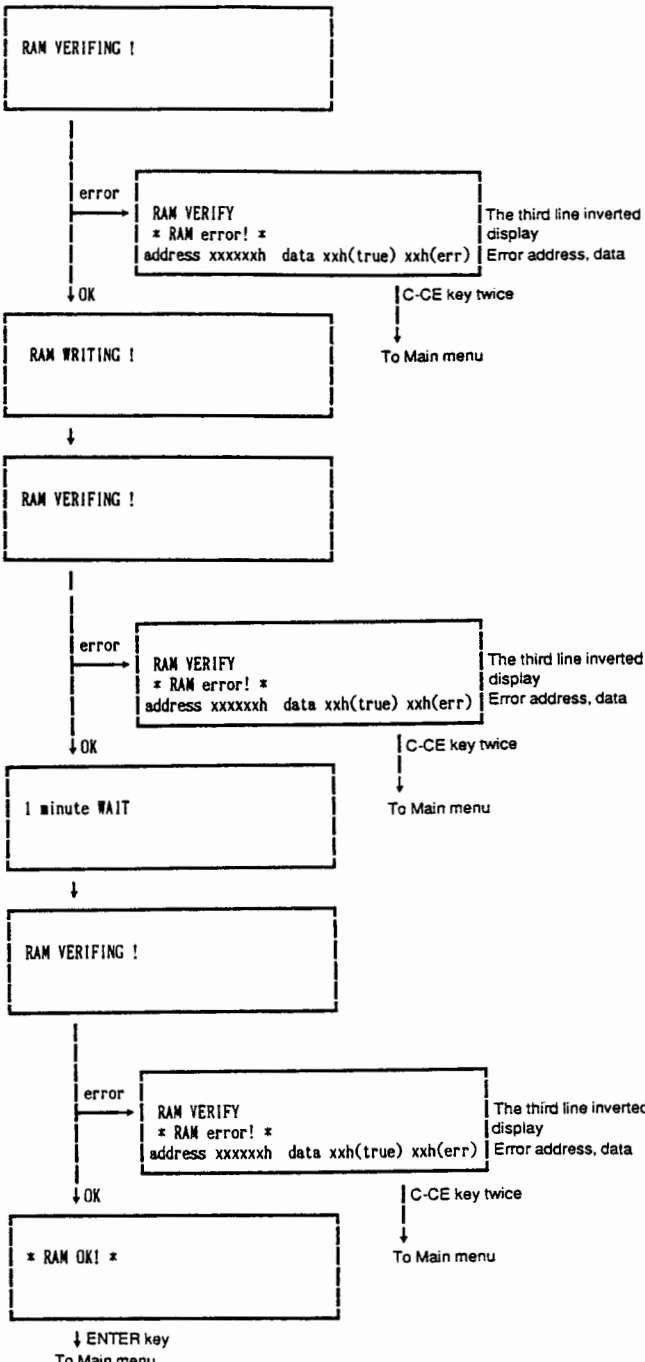 RAM VERIFING !
error
RAM VERIFY
* RAM error! *
address xxxxxxh data xxh(true) xxh(err)
The third line inverted
display
Error address, data
OK
C-CE key twice
To Main menu
RAM WRITING !
RAM VERIFING !
error
RAM VERIFY
* RAM error! *
address xxxxxxh data xxh(true) xxh(err)
The third line inverted
display
Error address, data
OK
C-CE key twice
To Main menu
1 minute WAIT
RAM VERIFING !
error
RAM VERIFY
* RAM error! *
address xxxxxxh data xxh(true) xxh(err)
The third line inverted
display
Error address, data
OK
C-CE key twice
To Main menu
* RAM OK! *
ENTER key
To Main menu